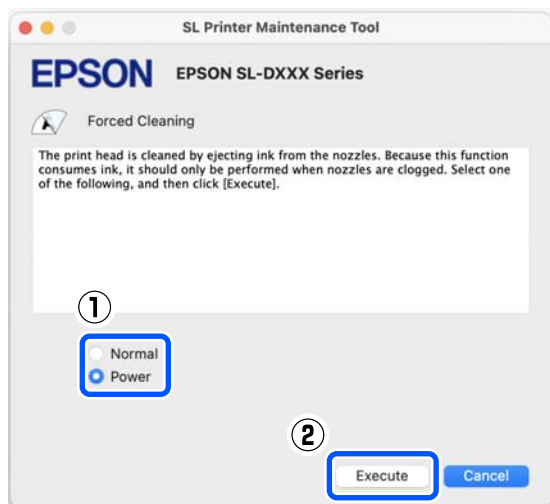 SL Printer Maintenance Tool
EPSON EPSON SL-DXXX Series
Forced Cleaning
The print head is cleaned by ejecting ink from the nozzles. Because this function
consumes ink, it should only be performed when nozzles are clogged. Select one
of the following, and then click [Execute].
①
Normal
Power
②
Execute Cancel